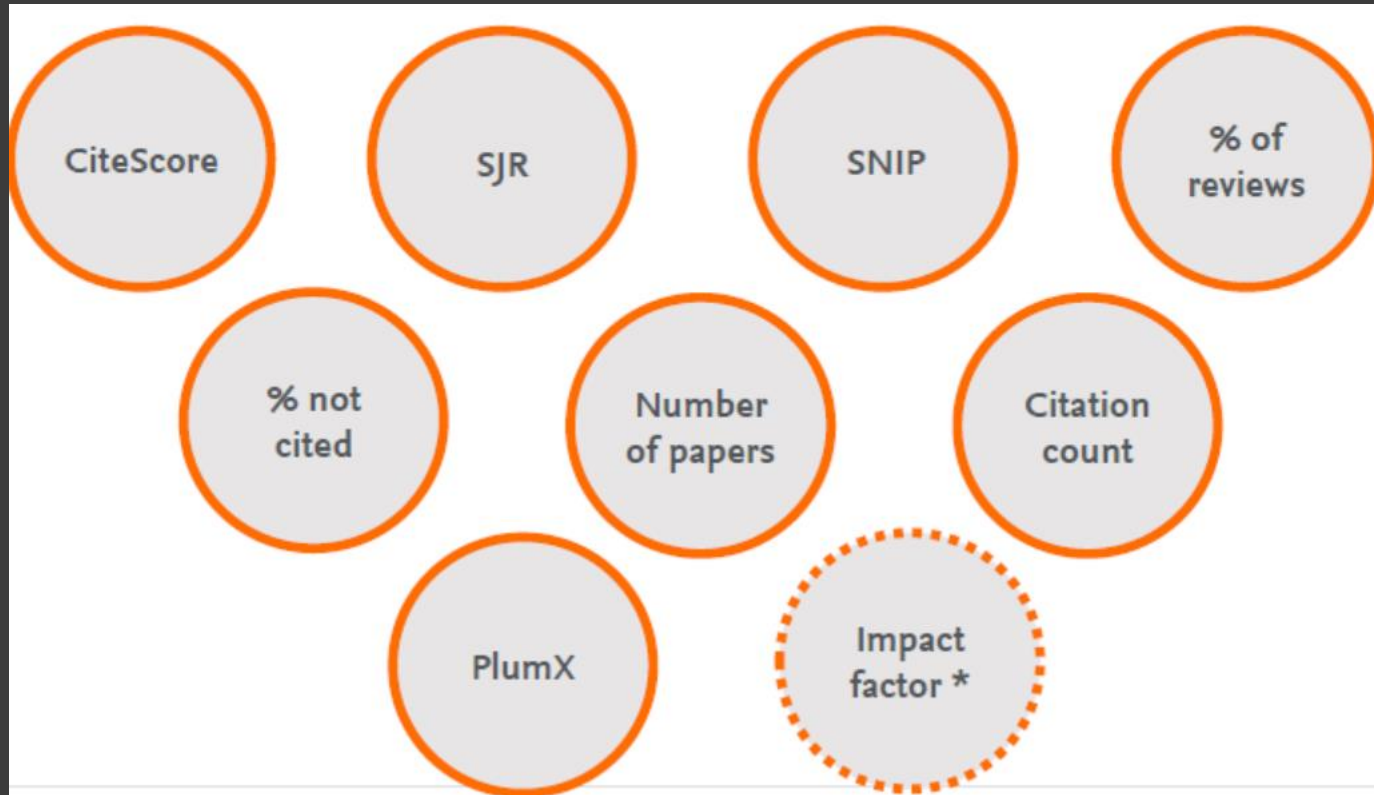 CiteScore
SJR
SNIP
% of
reviews
% not
cited
Number
of papers
Citation
count
PlumX
Impact
factor *